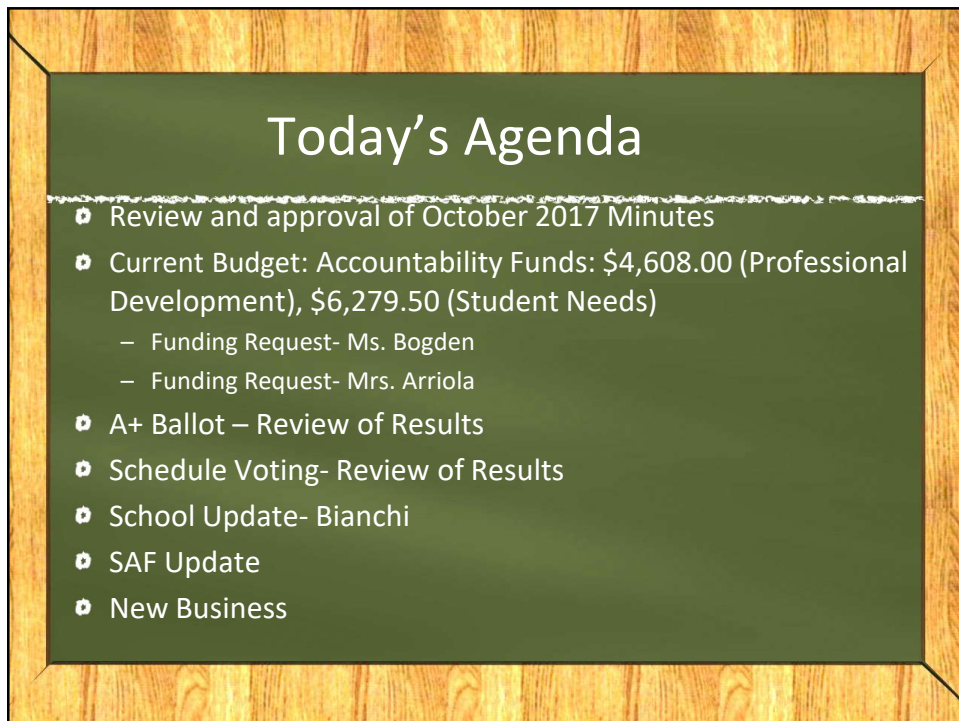 Today’s Agenda
Review and approval of October 2017 Minutes
Current Budget: Accountability Funds: $4,608.00 (Professional
Development), $6,279.50 (Student Needs)
– Funding Request- Ms. Bogden
– Funding Request- Mrs. Arriola
A+ Ballot – Review of Results
Schedule Voting- Review of Results
School Update- Bianchi
SAF Update
New Business